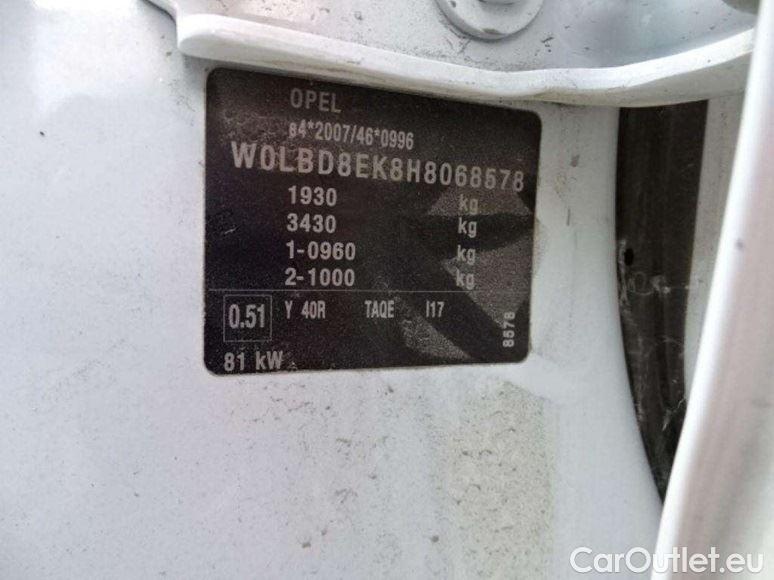 OPEL
e4*2007/46*0996
W0LBD8EK8H8068578
1930 kg
3430 kg
1-0960 kg
2-1000 kg
0.51 Y 40R TAQE I17
81 kW
8578
CarOutlet.eu